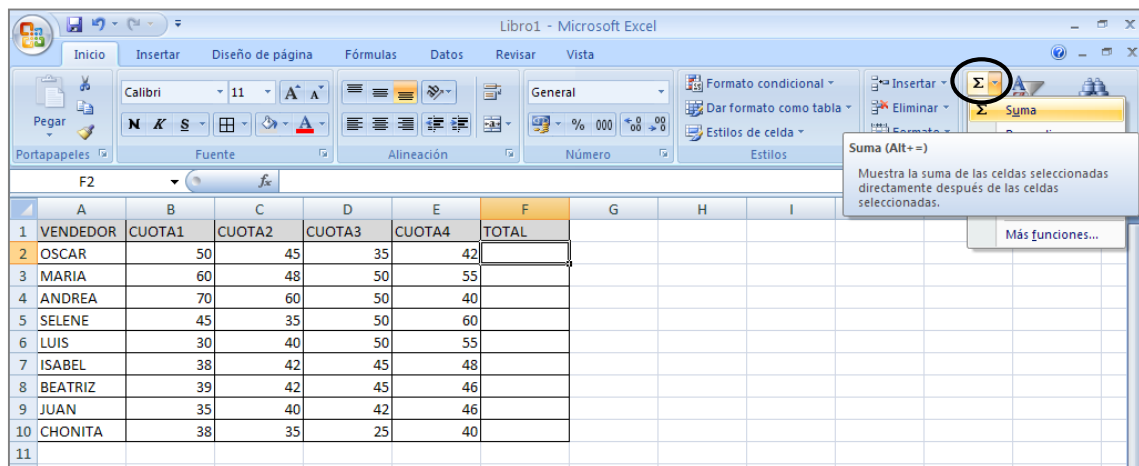 Libro1 - Microsoft Excel
Inicio Insertar Diseño de página Fórmulas Datos Revisar Vista
Calibri 11 A A General Formato condicional Insertar Σ
Dar formato como tabla Eliminar Σ Suma
Pegar N K S A % 000 Estilos de celda
Portapapeles Fuente Alineación Número Estilos
Suma (Alt+=)
Muestra la suma de las celdas seleccionadas
directamente después de las celdas
seleccionadas.
Más funciones...
F2 fx
A B C D E F G H I
1 VENDEDOR CUOTA1 CUOTA2 CUOTA3 CUOTA4 TOTAL
2 OSCAR 50 45 35 42
3 MARIA 60 48 50 55
4 ANDREA 70 60 50 40
5 SELENE 45 35 50 60
6 LUIS 30 40 50 55
7 ISABEL 38 42 45 48
8 BEATRIZ 39 42 45 46
9 JUAN 35 40 42 46
10 CHONITA 38 35 25 40
11